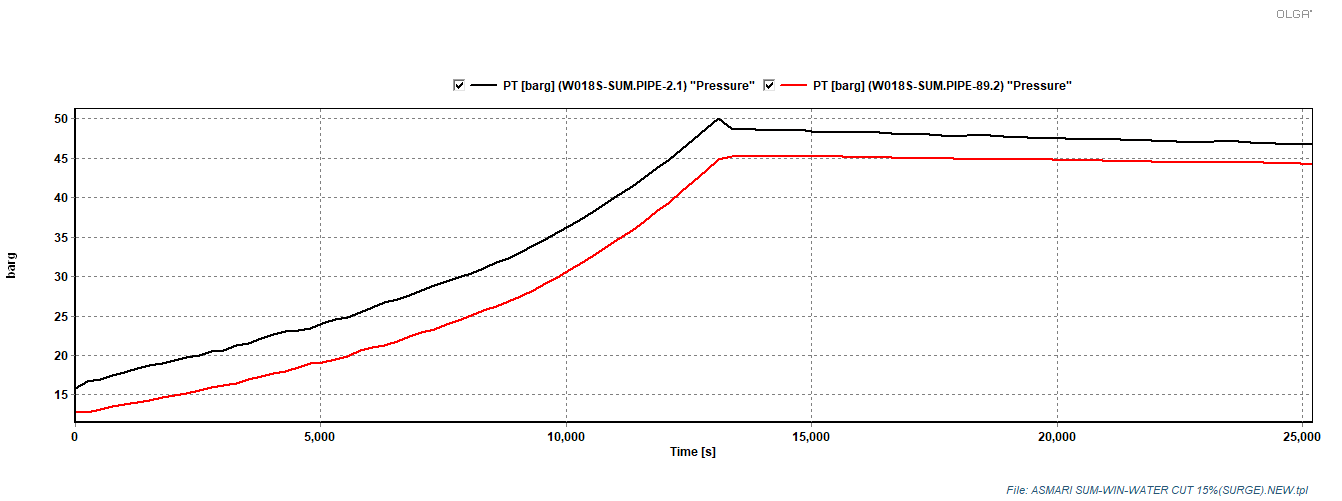 OLGA
PT [barg] (W018S-SUM.PIPE-2.1) "Pressure" PT [barg] (W018S-SUM.PIPE-89.2) "Pressure"
50
45
40
35
30
25
20
15
barg
0 5,000 10,000 15,000 20,000 25,000
Time [s]
File: ASMARI SUM-WIN-WATER CUT 15%(SURGE).NEW.tpl